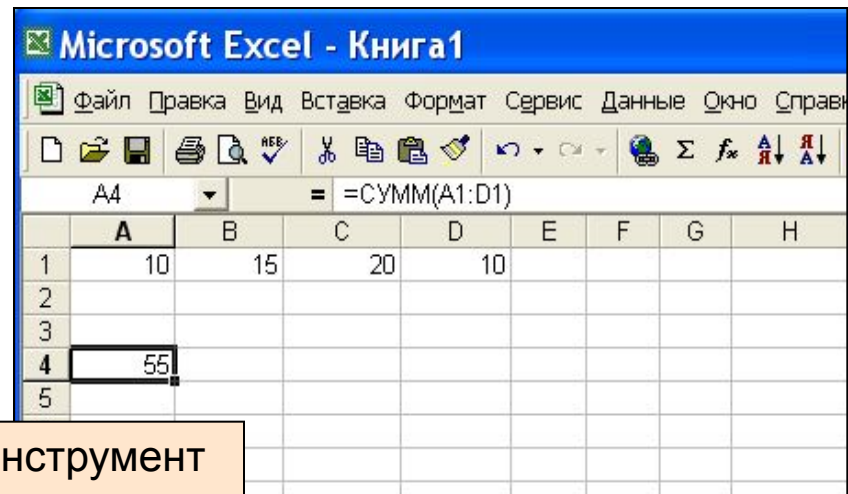 Microsoft Excel - Книга1
Файл Правка Вид Вставка Формат Сервис Данные Окно
A4 = =СУММ(A1:D1)
A B C D E F G H
1 10 15 20 10
2
3
4 55
5